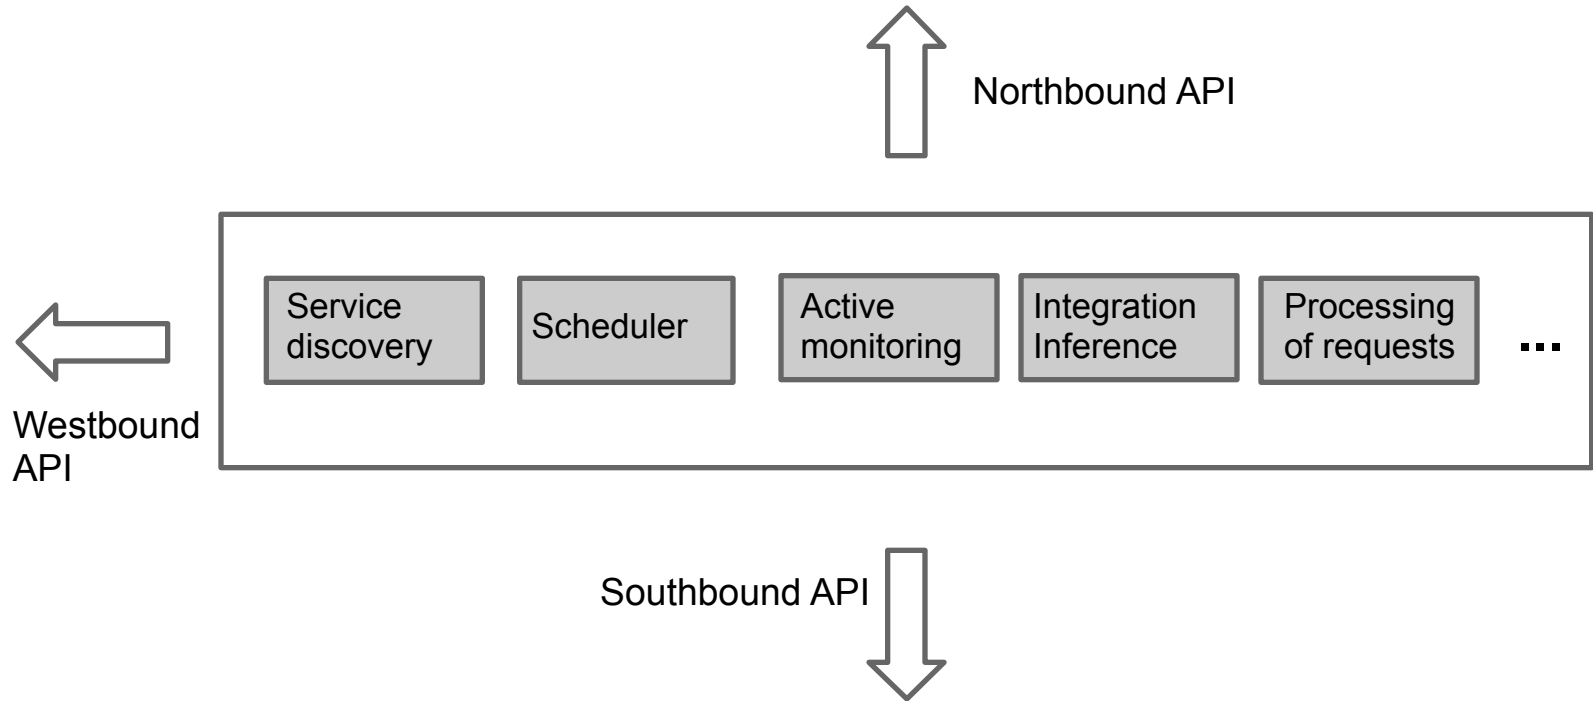 Northbound API
Service
discovery
Scheduler
Active
monitoring
Integration
Inference
Processing
of requests
...
Westbound
API
Southbound API